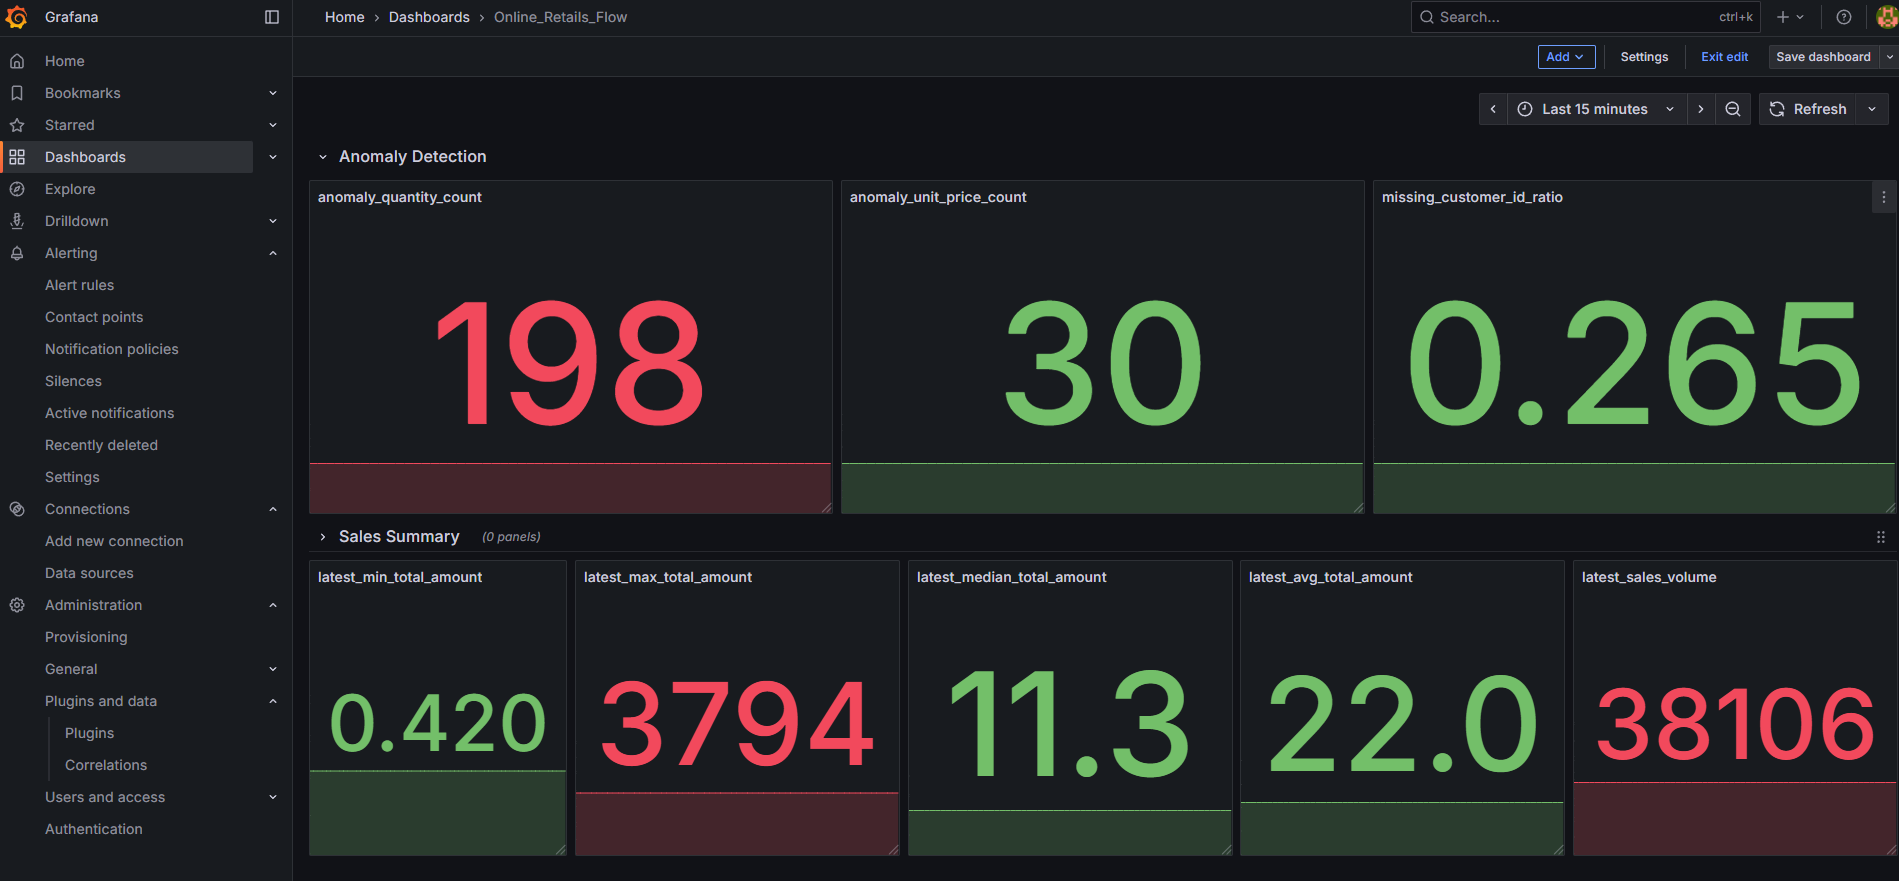 Grafana
Home › Dashboards › Online_Retails_Flow
Search... ctrl+k
Add Settings Exit edit Save dashboard
Last 15 minutes Refresh
Home
Bookmarks
Starred
Dashboards
Explore
Drilldown
Alerting
Alert rules
Contact points
Notification policies
Silences
Active notifications
Recently deleted
Settings
Connections
Add new connection
Data sources
Administration
Provisioning
General
Plugins and data
Plugins
Correlations
Users and access
Authentication
Anomaly Detection
anomaly_quantity_count
198
anomaly_unit_price_count
30
missing_customer_id_ratio
0.265
Sales Summary (0 panels)
latest_min_total_amount
0.420
latest_max_total_amount
3794
latest_median_total_amount
11.3
latest_avg_total_amount
22.0
latest_sales_volume
38106